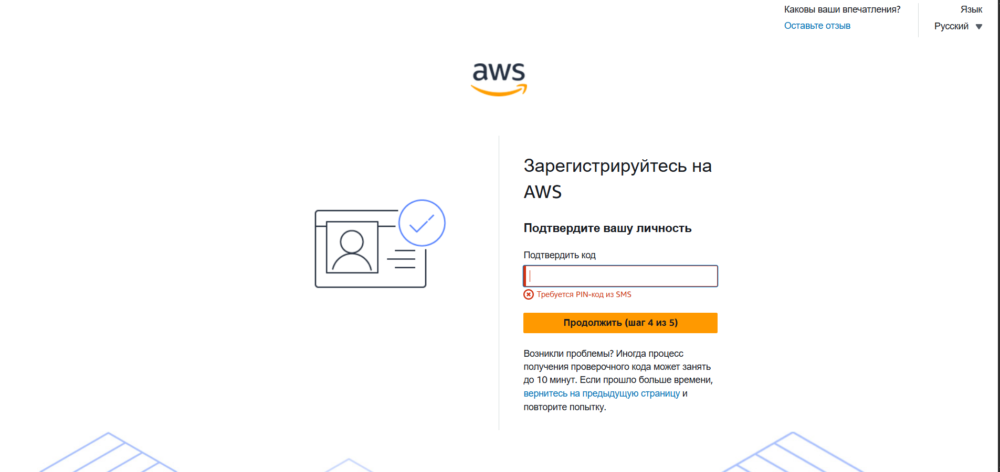 Каковы ваши впечатления?
Оставьте отзыв
Язык
Русский
aws
Зарегистрируйтесь на
AWS
Подтвердите вашу личность
Подтвердить код
Требуется PIN-код из SMS
Продолжить (шаг 4 из 5)
Возникли проблемы? Иногда процесс
получения проверочного кода может занять
до 10 минут. Если прошло больше времени,
вернитесь на предыдущую страницу и
повторите попытку.